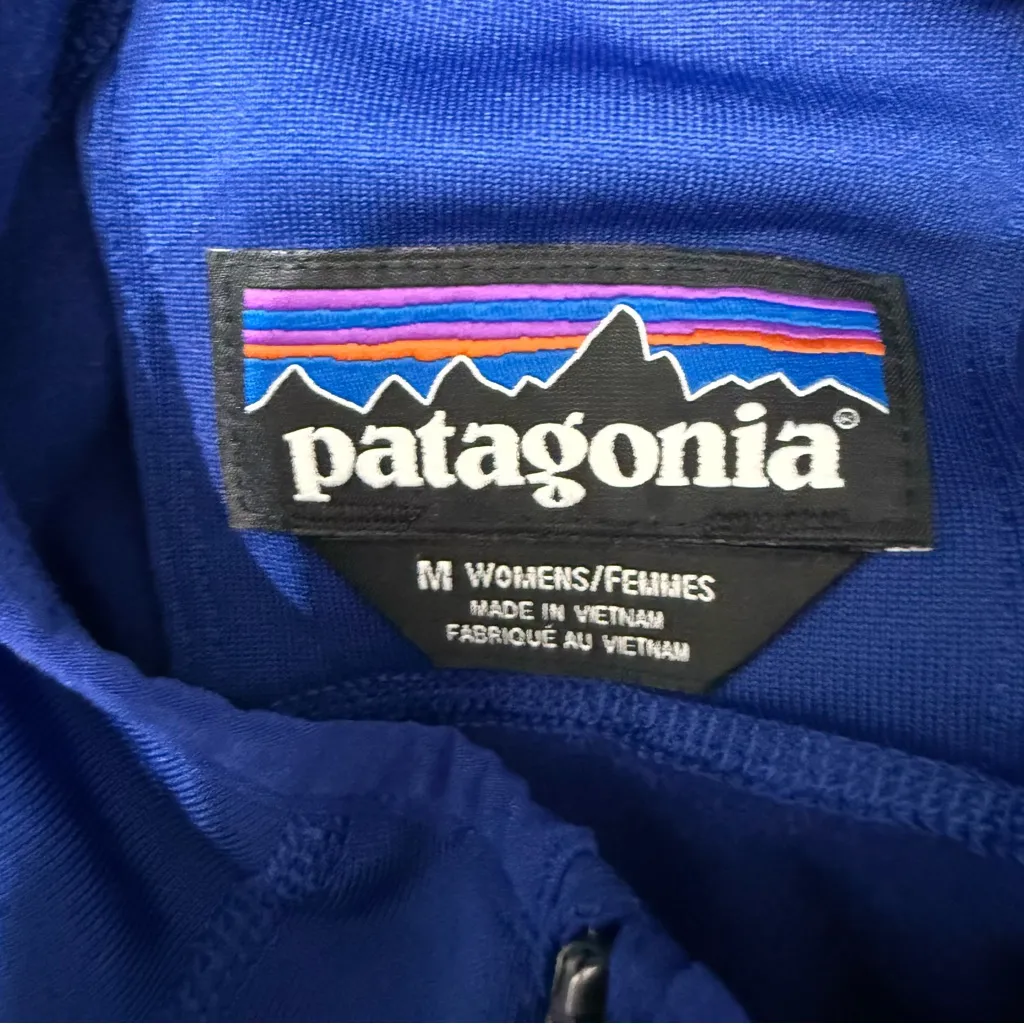 patagonia®
M WOMENS/FEMMES
MADE IN VIETNAM
FABRIQUÉ AU VIETNAM